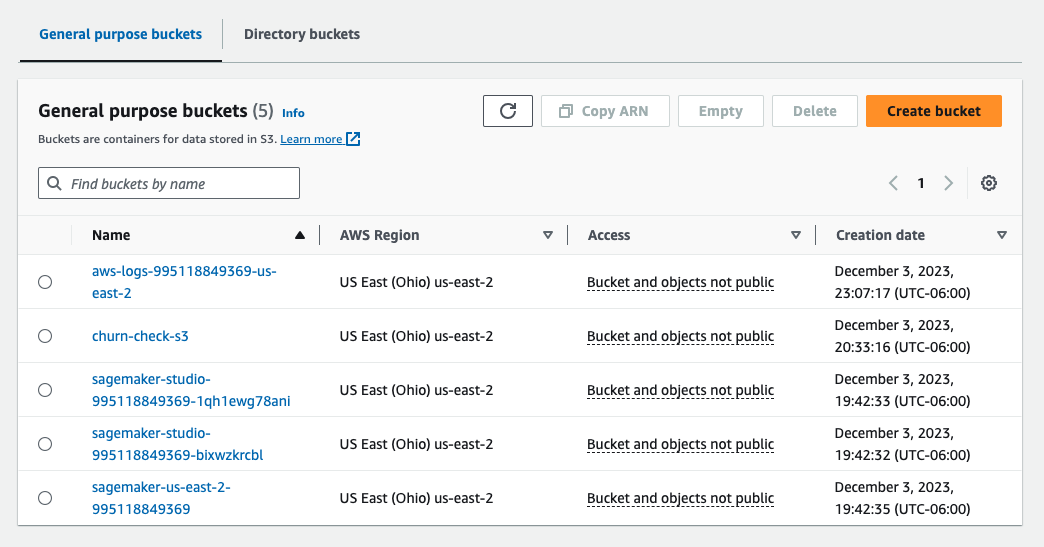 General purpose buckets
Directory buckets
General purpose buckets (5) Info
Copy ARN
Empty
Delete
Create bucket
Buckets are containers for data stored in S3. Learn more
Find buckets by name
1
Name
AWS Region
Access
Creation date
aws-logs-995118849369-us-
east-2
US East (Ohio) us-east-2
Bucket and objects not public
December 3, 2023,
23:07:17 (UTC-06:00)
churn-check-s3
US East (Ohio) us-east-2
Bucket and objects not public
December 3, 2023,
20:33:16 (UTC-06:00)
sagemaker-studio-
995118849369-1qh1ewg78ani
US East (Ohio) us-east-2
Bucket and objects not public
December 3, 2023,
19:42:33 (UTC-06:00)
sagemaker-studio-
995118849369-bixwzkrcbl
US East (Ohio) us-east-2
Bucket and objects not public
December 3, 2023,
19:42:32 (UTC-06:00)
sagemaker-us-east-2-
995118849369
US East (Ohio) us-east-2
Bucket and objects not public
December 3, 2023,
19:42:35 (UTC-06:00)